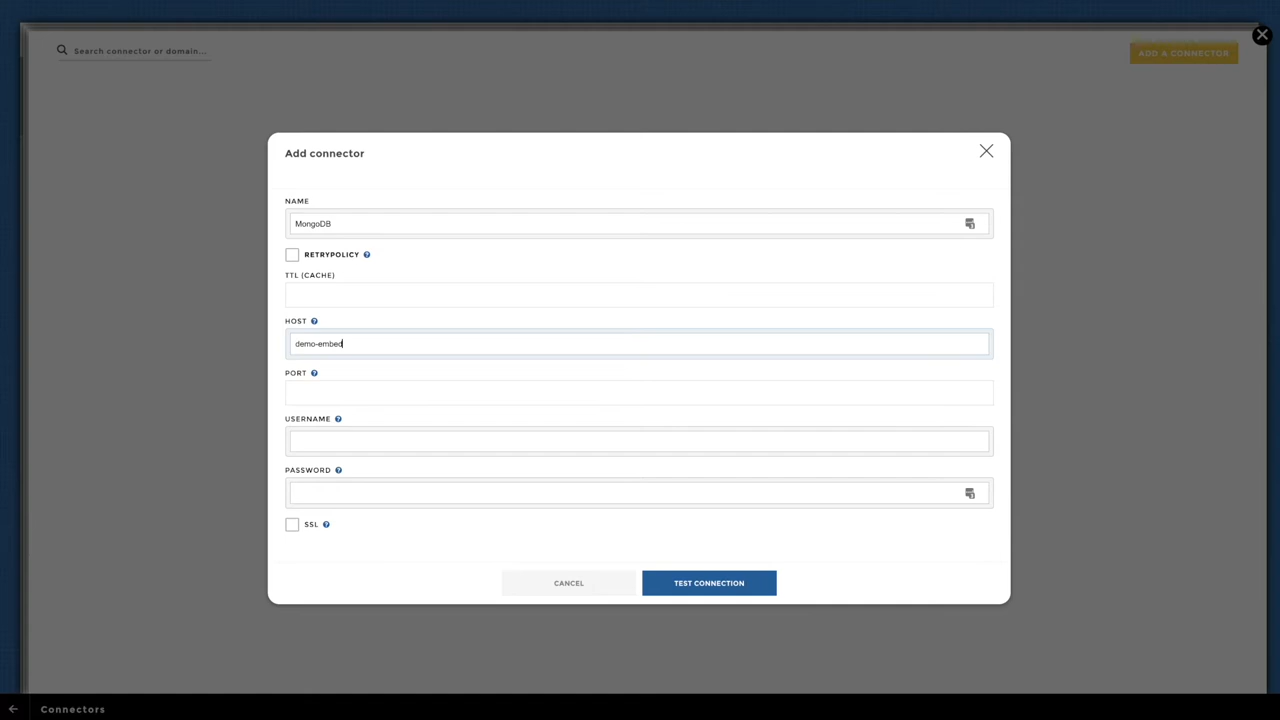 Search connector or domain...
ADD A CONNECTOR
Add connector
NAME
MongoDB
RETRYPOLICY
TTL (CACHE)
HOST
demo-embed
PORT
USERNAME
PASSWORD
SSL
CANCEL
TEST CONNECTION
Connectors